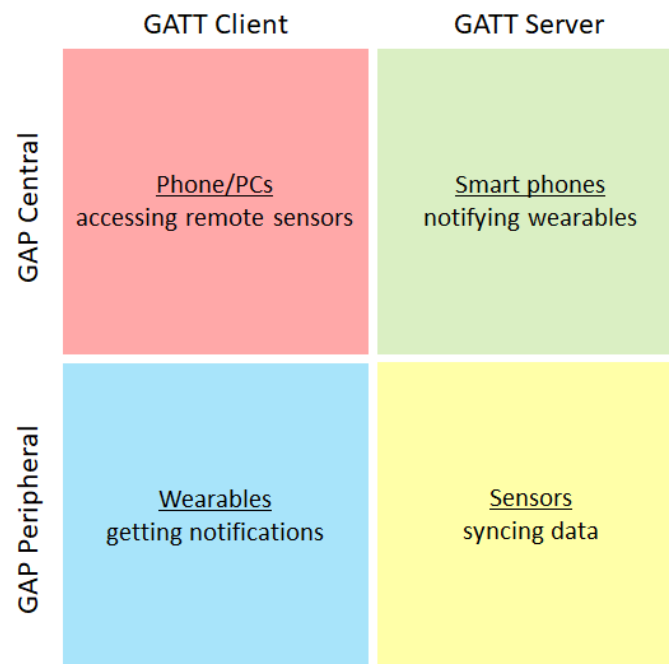 GATT Client
GATT Server
GAP Central
Phone/PCs
accessing remote sensors
Smart phones
notifying wearables
GAP Peripheral
Wearables
getting notifications
Sensors
syncing data